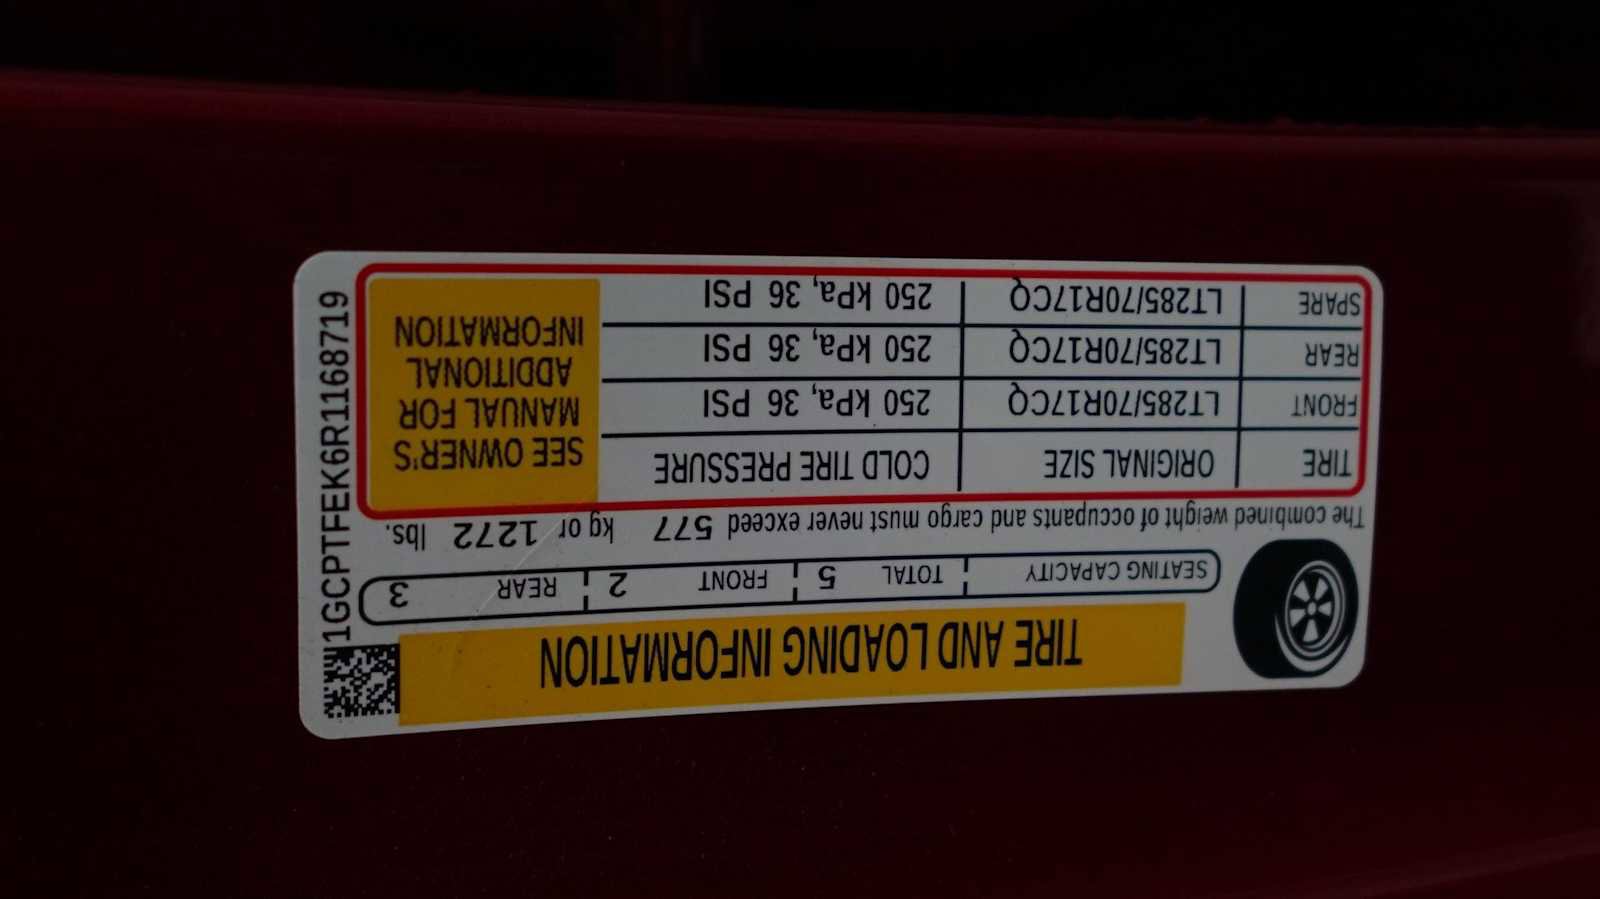 TIRE AND LOADING INFORMATION
SEATING CAPACITY TOTAL 5 FRONT 2 REAR 3
The combined weight of occupants and cargo must never exceed 577 kg or 1272 lbs.
TIRE ORIGINAL SIZE COLD TIRE PRESSURE
FRONT LT285/70R17CQ 250 kPa, 36 PSI
REAR LT285/70R17CQ 250 kPa, 36 PSI
SPARE LT285/70R17CQ 250 kPa, 36 PSI
SEE OWNER'S
MANUAL FOR
ADDITIONAL
INFORMATION
1GCPTFEK6R1168719